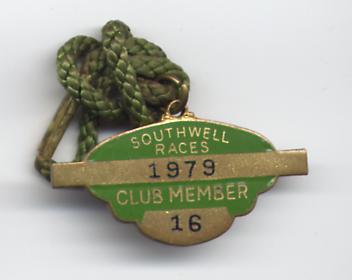 SOUTHWELL
RACES
1979
CLUB MEMBER
16